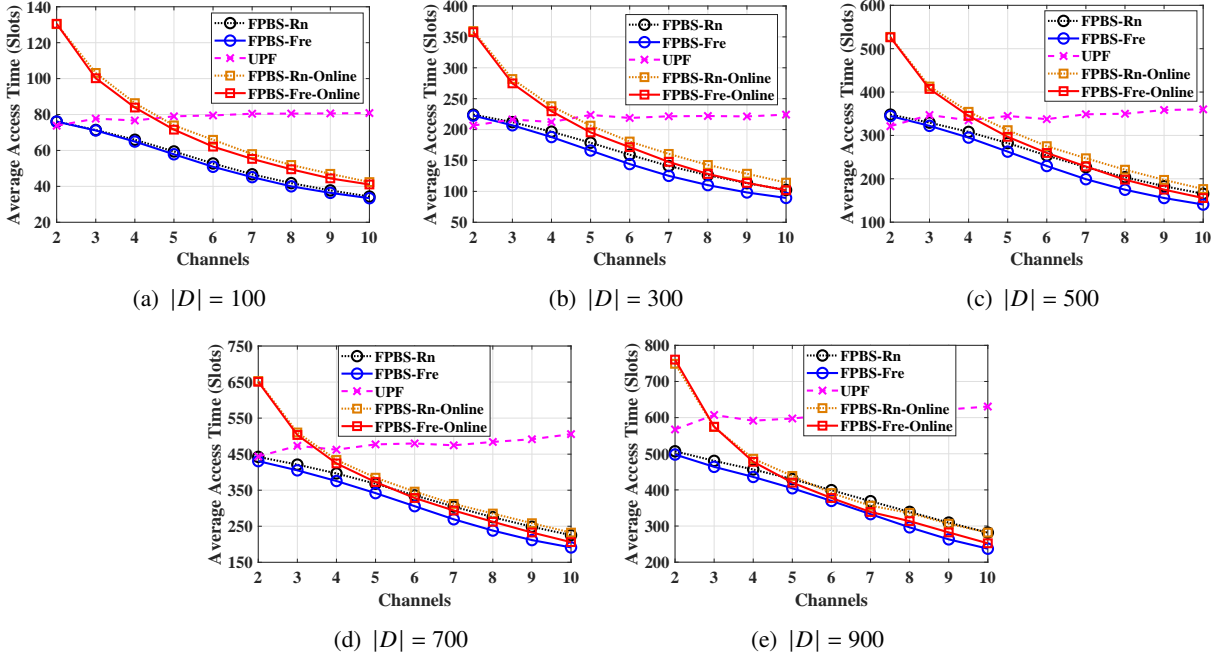 Average Access Time (Slots)
140
120
100
80
60
40
20
FPBS-Rn
FPBS-Fre
UPF
FPBS-Rn-Online
FPBS-Fre-Online
2 3 4 5 6 7 8 9 10
Channels
(a) |D| = 100
Average Access Time (Slots)
400
350
300
250
200
150
100
50
FPBS-Rn
FPBS-Fre
UPF
FPBS-Rn-Online
FPBS-Fre-Online
2 3 4 5 6 7 8 9 10
Channels
(b) |D| = 300
Average Access Time (Slots)
600
500
400
300
200
100
FPBS-Rn
FPBS-Fre
UPF
FPBS-Rn-Online
FPBS-Fre-Online
2 3 4 5 6 7 8 9 10
Channels
(c) |D| = 500
Average Access Time (Slots)
750
650
550
450
350
250
150
FPBS-Rn
FPBS-Fre
UPF
FPBS-Rn-Online
FPBS-Fre-Online
2 3 4 5 6 7 8 9 10
Channels
(d) |D| = 700
Average Access Time (Slots)
800
700
600
500
400
300
200
FPBS-Rn
FPBS-Fre
UPF
FPBS-Rn-Online
FPBS-Fre-Online
2 3 4 5 6 7 8 9 10
Channels
(e) |D| = 900